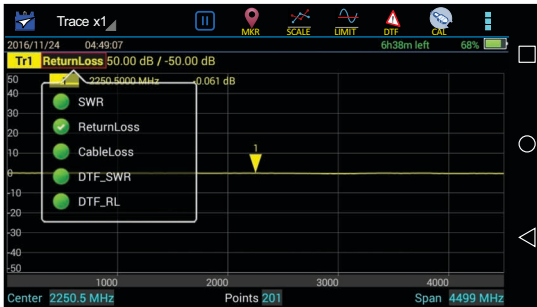 Trace x1
MKR SCALE LIMIT DTF CAL
2016/11/24 04:49:07 6h38m left 68%
Tr1 ReturnLoss 50.00 dB / -50.00 dB
50 1 2250.5000 MHz -0.061 dB
SWR
40
ReturnLoss
30
20
CableLoss
10
1
DTF_SWR
0
-10
DTF_RL
-20
-30
-40
-50
1000 2000 3000 4000
Center 2250.5 MHz Points 201 Span 4499 MHz